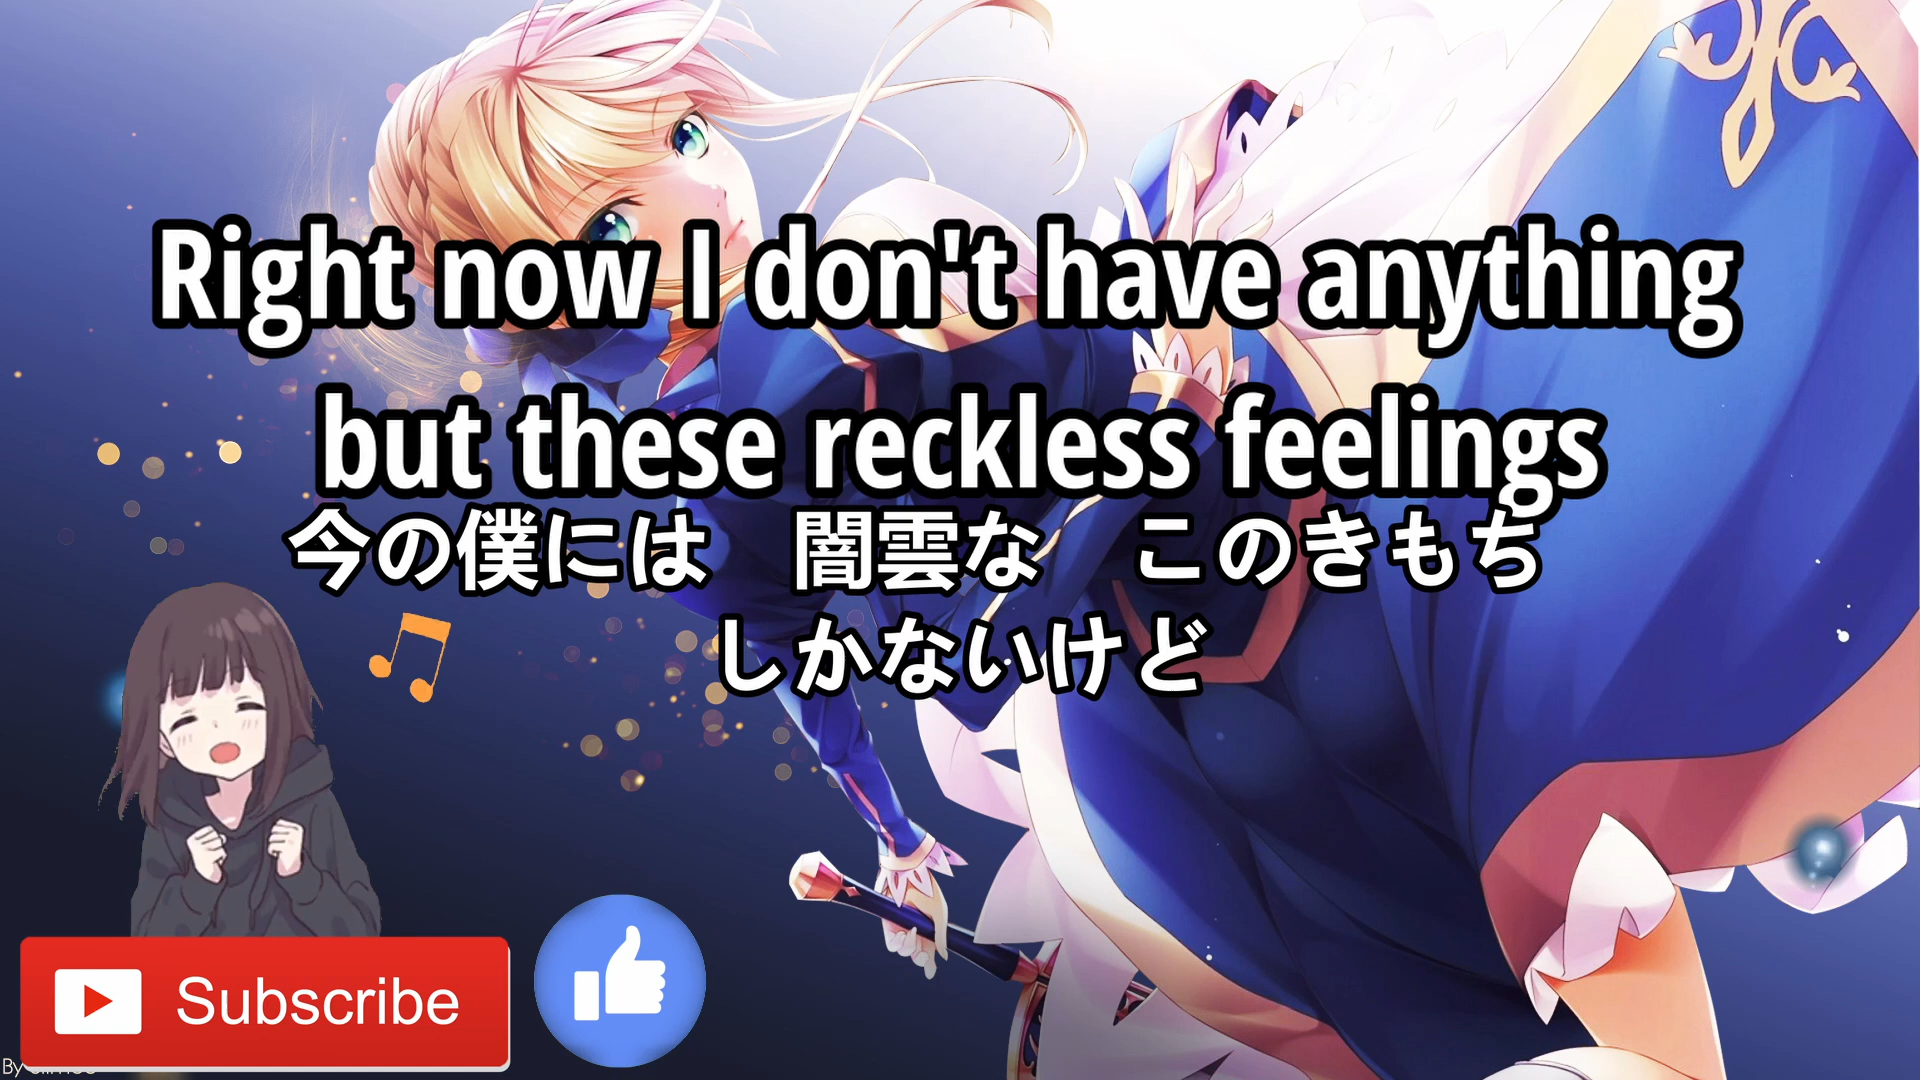 Right now I don't have anything
but these reckless feelings
今の僕には　闇雲な　このきもち
しかないけど
Subscribe
By